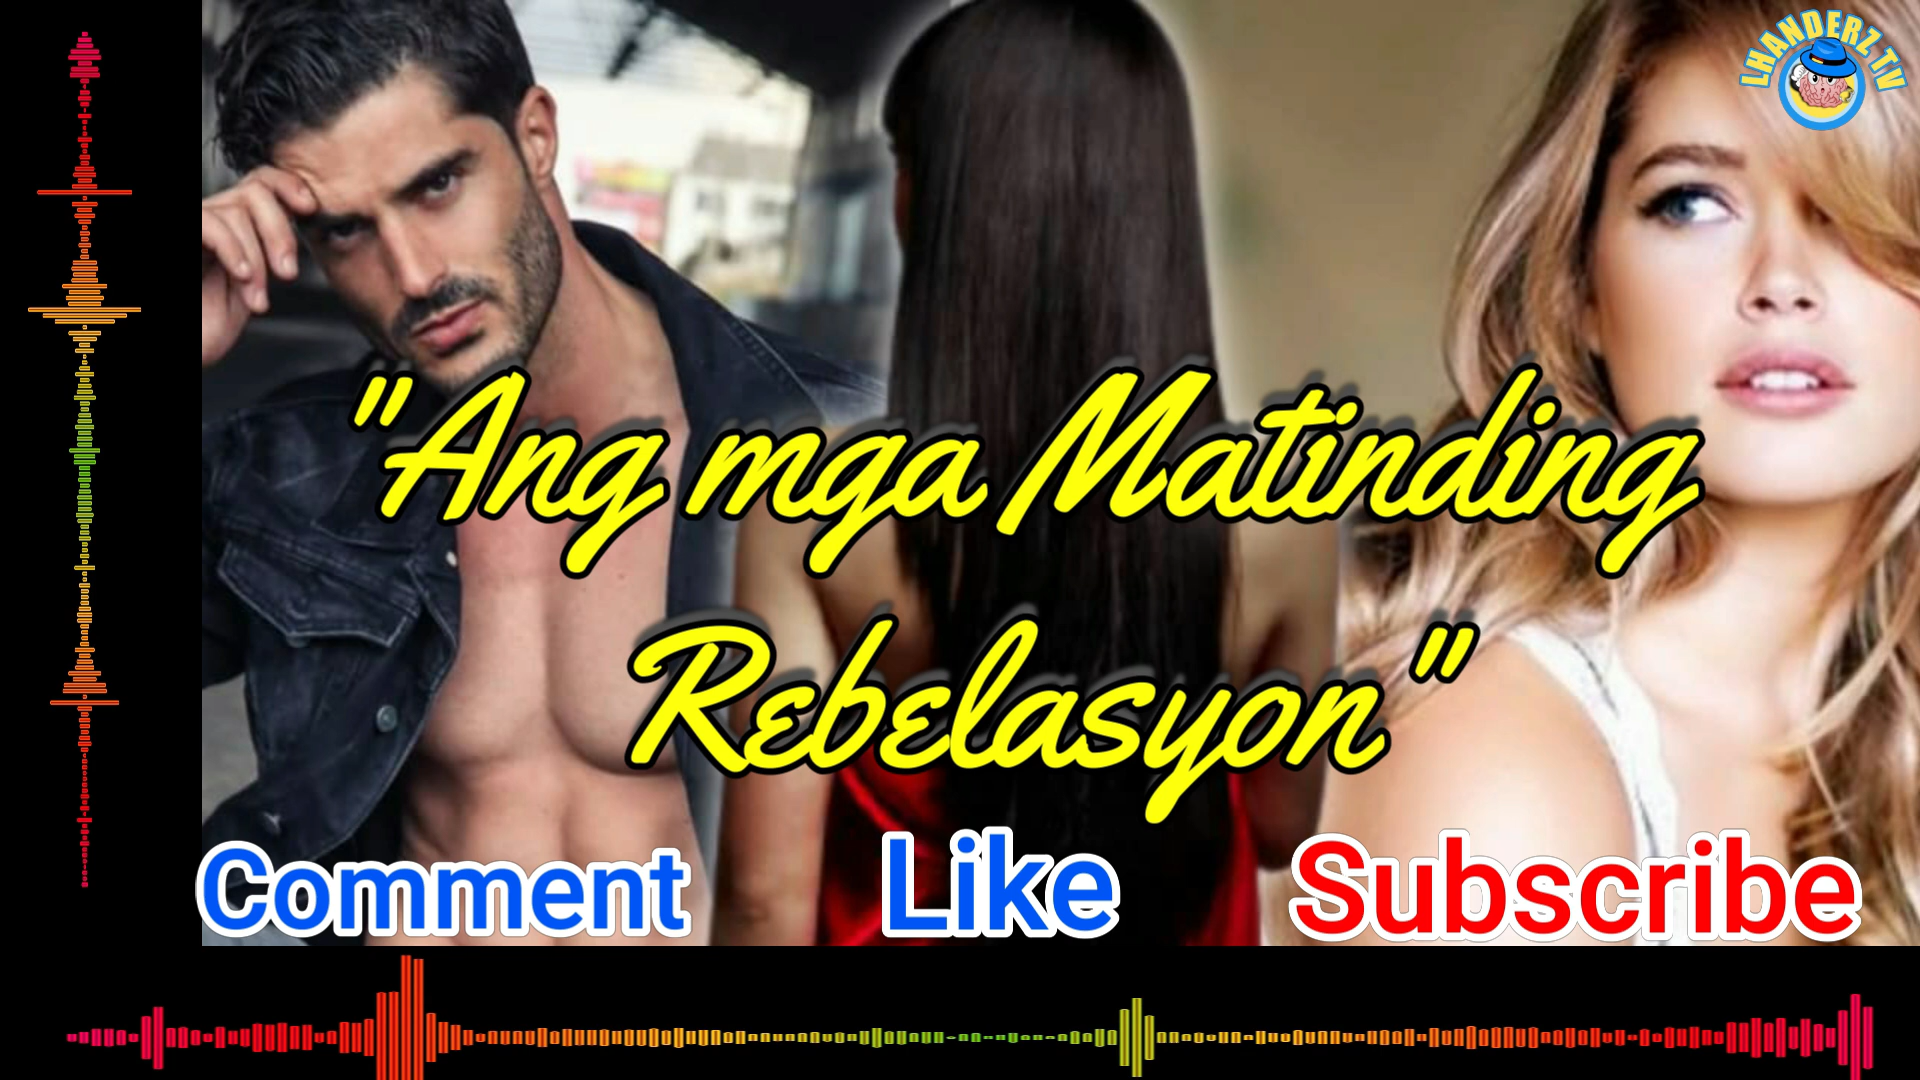 LHANDERZ TV
"Ang mga Matinding
Rebelasyon"
Comment Like Subscribe